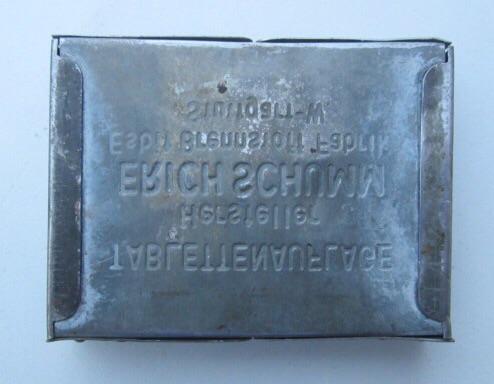 TABLETTENAUFLAGE
Hersteller
ERICH SCHUMM
Esbit Brennstoff Fabrik
Stuttgart-W.